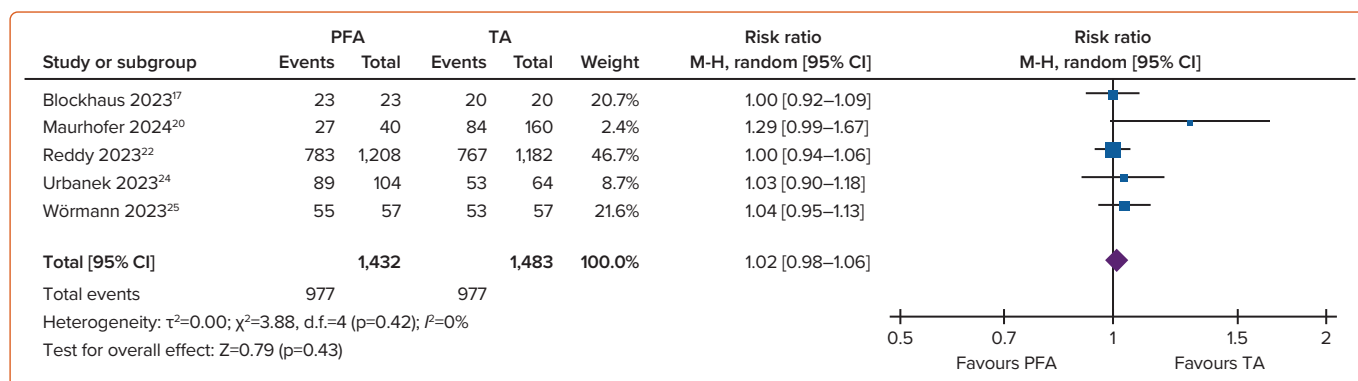 PFA TA Risk ratio Risk ratio
Study or subgroup Events Total Events Total Weight M-H, random [95% CI] M-H, random [95% CI]
Blockhaus 2023¹⁷ 23 23 20 20 20.7% 1.00 [0.92–1.09]
Maurhofer 2024²⁰ 27 40 84 160 2.4% 1.29 [0.99–1.67]
Reddy 2023²² 783 1,208 767 1,182 46.7% 1.00 [0.94–1.06]
Urbanek 2023²⁴ 89 104 53 64 8.7% 1.03 [0.90–1.18]
Wörmann 2023²⁵ 55 57 53 57 21.6% 1.04 [0.95–1.13]
Total [95% CI] 1,432 1,483 100.0% 1.02 [0.98–1.06]
Total events 977 977
Heterogeneity: τ²=0.00; χ²=3.88, d.f.=4 (p=0.42); I²=0%
Test for overall effect: Z=0.79 (p=0.43)
0.5 0.7 1 1.5 2
Favours PFA Favours TA